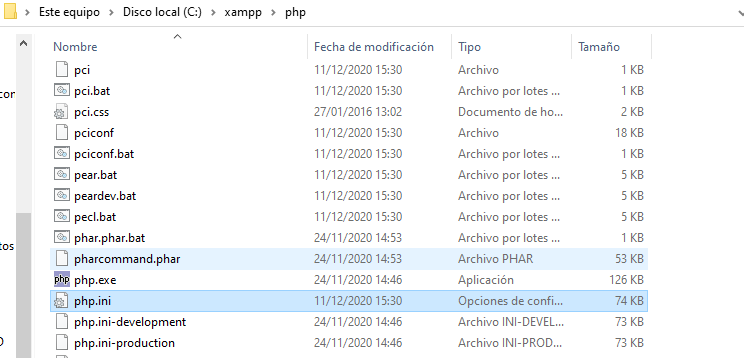 Este equipo > Disco local (C:) > xampp > php
Nombre Fecha de modificación Tipo Tamaño
pci 11/12/2020 15:30 Archivo 1 KB
pci.bat 11/12/2020 15:30 Archivo por lotes ... 1 KB
con pci.css 27/01/2016 13:02 Documento de ho... 2 KB
pciconf 11/12/2020 15:30 Archivo 18 KB
pciconf.bat 11/12/2020 15:30 Archivo por lotes ... 1 KB
pear.bat 11/12/2020 15:30 Archivo por lotes ... 5 KB
peardev.bat 11/12/2020 15:30 Archivo por lotes ... 5 KB
pecl.bat 11/12/2020 15:30 Archivo por lotes ... 5 KB
tos phar.phar.bat 24/11/2020 14:53 Archivo por lotes ... 1 KB
pharcommand.phar 24/11/2020 14:53 Archivo PHAR 53 KB
php php.exe 24/11/2020 14:46 Aplicación 126 KB
php.ini 11/12/2020 15:30 Opciones de confi... 74 KB
php.ini-development 24/11/2020 14:46 Archivo INI-DEVEL... 73 KB
php.ini-production 24/11/2020 14:46 Archivo INI-PROD... 73 KB